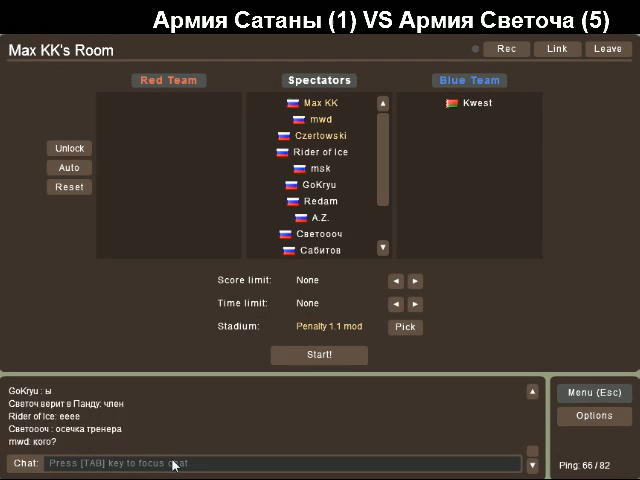 Армия Сатаны (1) VS Армия Светоча (5)
Max KK's Room
Rec
Link
Leave
Red Team
Spectators
Blue Team
Unlock
Auto
Reset
Max KK
mwd
Czertowski
Rider of Ice
msk
GoKryu
Redam
A.Z.
Светоооч
Сабитов
Kwest
Score limit: None
Time limit: None
Stadium: Penalty 1.1 mod Pick
Start!
GoKryu : ы
Светоч верит в Панду: член
Rider of Ice: eeee
Светоооч : осечка тренера
mwd: кого?
Chat: Press [TAB] key to focus chat
Menu (Esc)
Options
Ping: 66 / 82